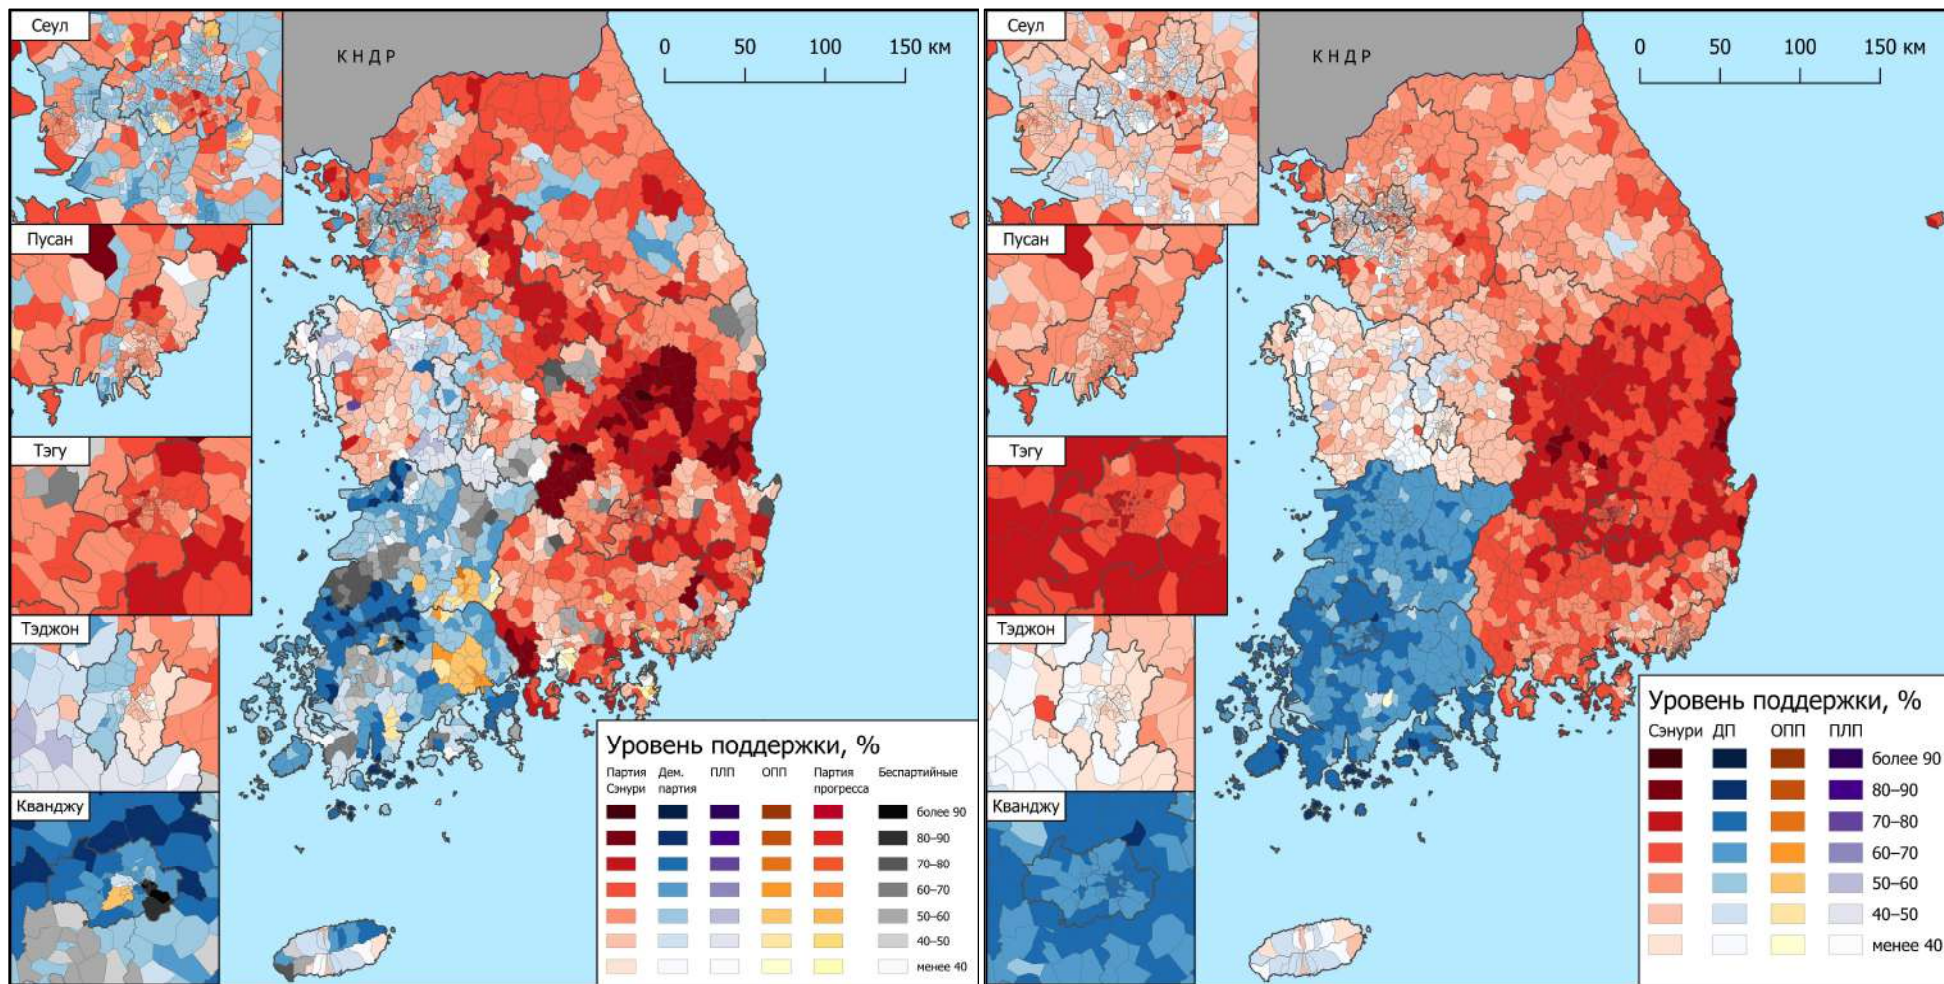 Сеул
КНДР
0 50 100 150 км
Пусан
Тэгу
Тэджон
Кванджу
Уровень поддержки, %
Партия Сэнури
Дем. партия
ПЛП
ОПП
Партия прогресса
Беспартийные
более 90
80–90
70–80
60–70
50–60
40–50
менее 40
Сеул
КНДР
0 50 100 150 км
Пусан
Тэгу
Тэджон
Кванджу
Уровень поддержки, %
Сэнури ДП ОПП ПЛП
более 90
80–90
70–80
60–70
50–60
40–50
менее 40